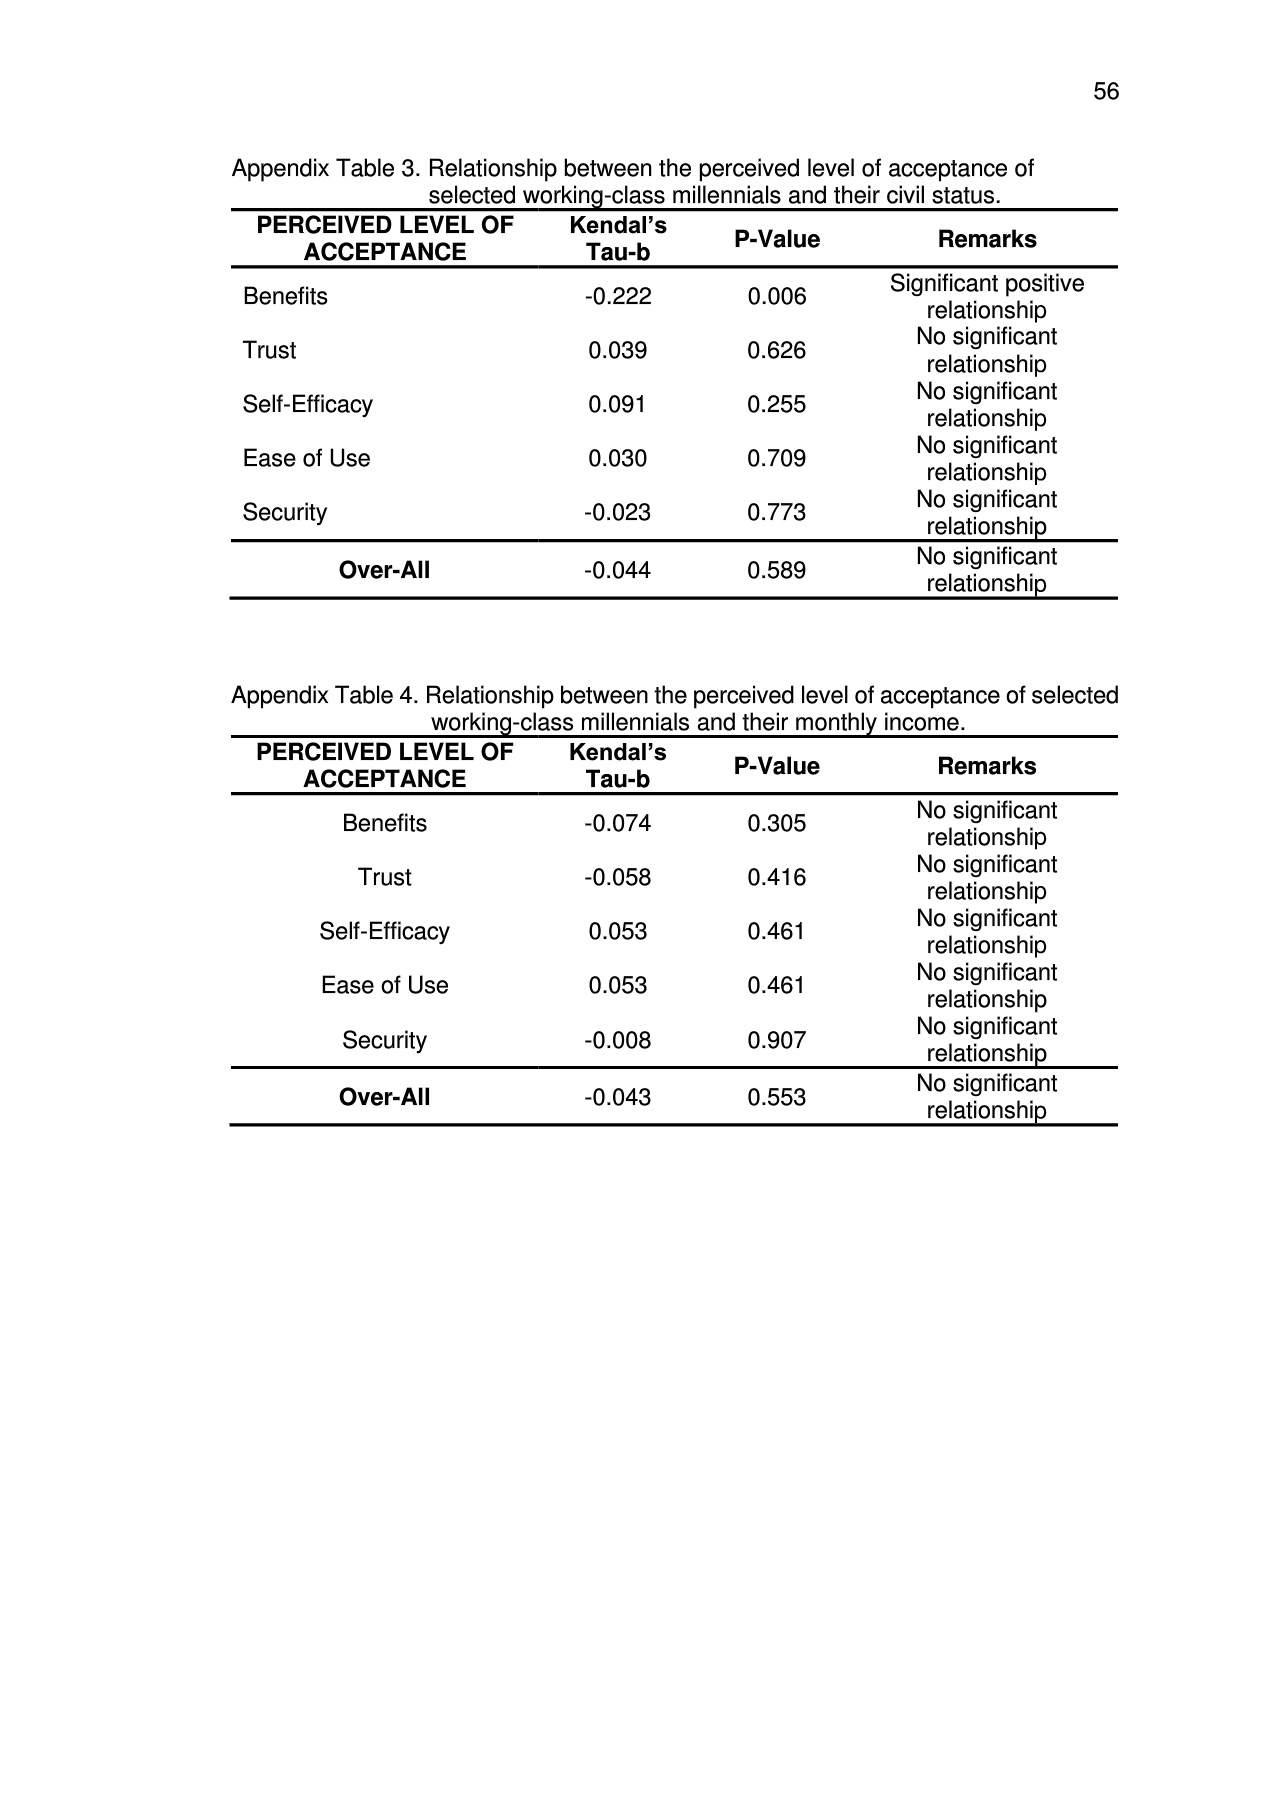 56
Appendix Table 3. Relationship between the perceived level of acceptance of
selected working-class millennials and their civil status.
PERCEIVED LEVEL OF ACCEPTANCE Kendal’s Tau-b P-Value Remarks
Benefits -0.222 0.006 Significant positive relationship
Trust 0.039 0.626 No significant relationship
Self-Efficacy 0.091 0.255 No significant relationship
Ease of Use 0.030 0.709 No significant relationship
Security -0.023 0.773 No significant relationship
Over-All -0.044 0.589 No significant relationship
Appendix Table 4. Relationship between the perceived level of acceptance of selected
working-class millennials and their monthly income.
PERCEIVED LEVEL OF ACCEPTANCE Kendal’s Tau-b P-Value Remarks
Benefits -0.074 0.305 No significant relationship
Trust -0.058 0.416 No significant relationship
Self-Efficacy 0.053 0.461 No significant relationship
Ease of Use 0.053 0.461 No significant relationship
Security -0.008 0.907 No significant relationship
Over-All -0.043 0.553 No significant relationship